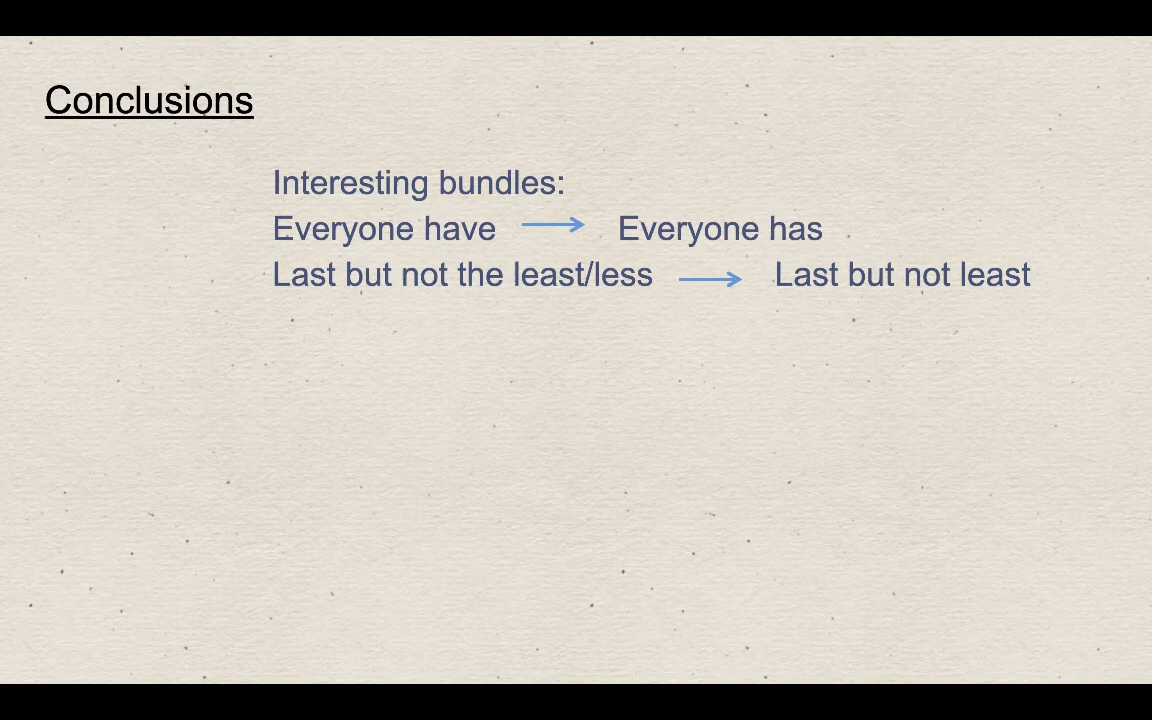 Conclusions
Interesting bundles:
Everyone have → Everyone has
Last but not the least/less → Last but not least